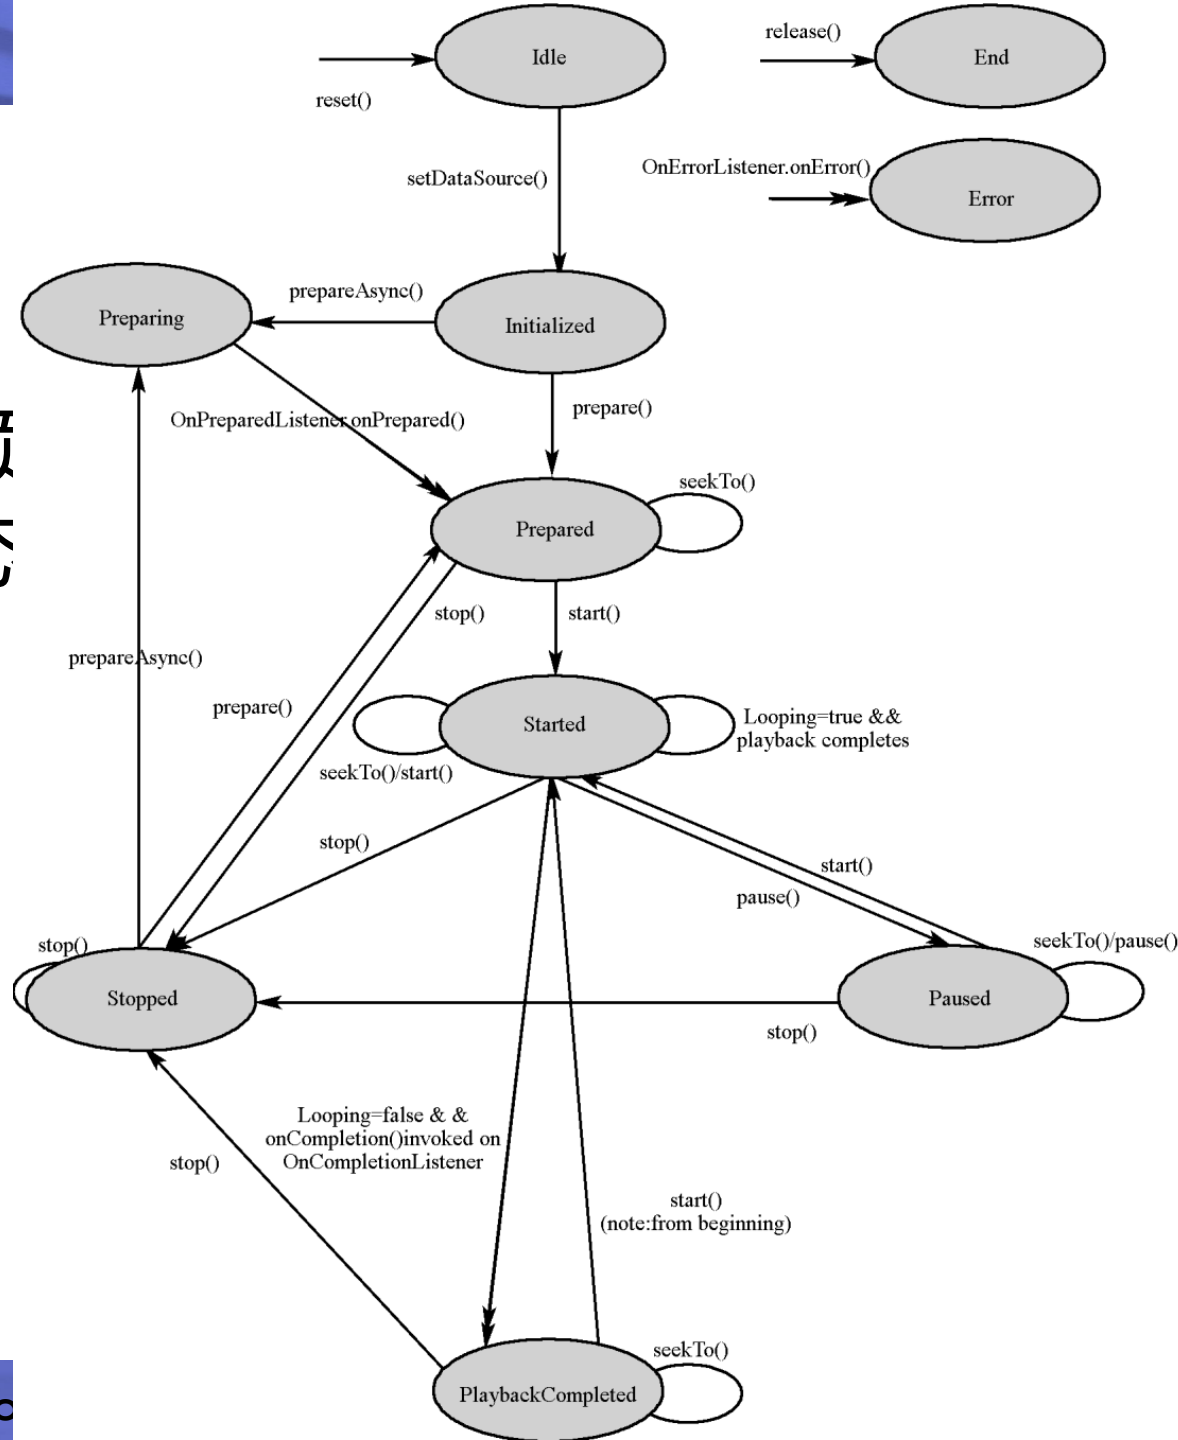 Idle
release()
End
reset()
OnErrorListener.onError()
setDataSource()
Error
prepareAsync()
Preparing
Initialized
prepare()
OnPreparedListener.onPrepared()
seekTo()
Prepared
stop()
start()
prepareAsync()
prepare()
Started
Looping=true &&
playback completes
seekTo()/start()
stop()
start()
pause()
stop()
seekTo()/pause()
Stopped
Paused
stop()
Looping=false & &
onCompletion()invoked on
OnCompletionListener
stop()
start()
(note:from beginning)
seekTo()
PlaybackCompleted